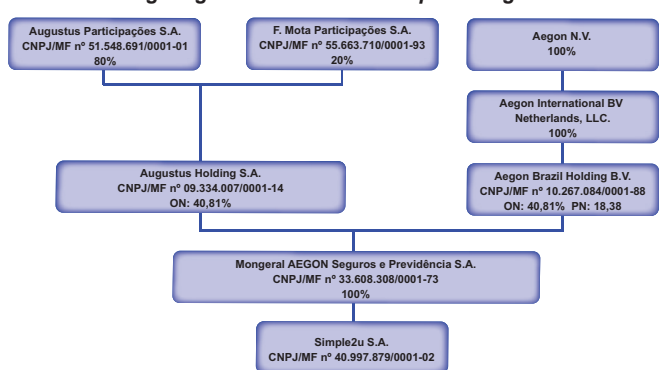 Augustus Participações S.A.
CNPJ/MF nº 51.548.691/0001-01
80%
F. Mota Participações S.A.
CNPJ/MF nº 55.663.710/0001-93
20%
Aegon N.V.
100%
Aegon International BV
Netherlands, LLC.
100%
Augustus Holding S.A.
CNPJ/MF nº 09.334.007/0001-14
ON: 40,81%
Aegon Brazil Holding B.V.
CNPJ/MF nº 10.267.084/0001-88
ON: 40,81% PN: 18,38
Mongeral AEGON Seguros e Previdência S.A.
CNPJ/MF nº 33.608.308/0001-73
100%
Simple2u S.A.
CNPJ/MF nº 40.997.879/0001-02